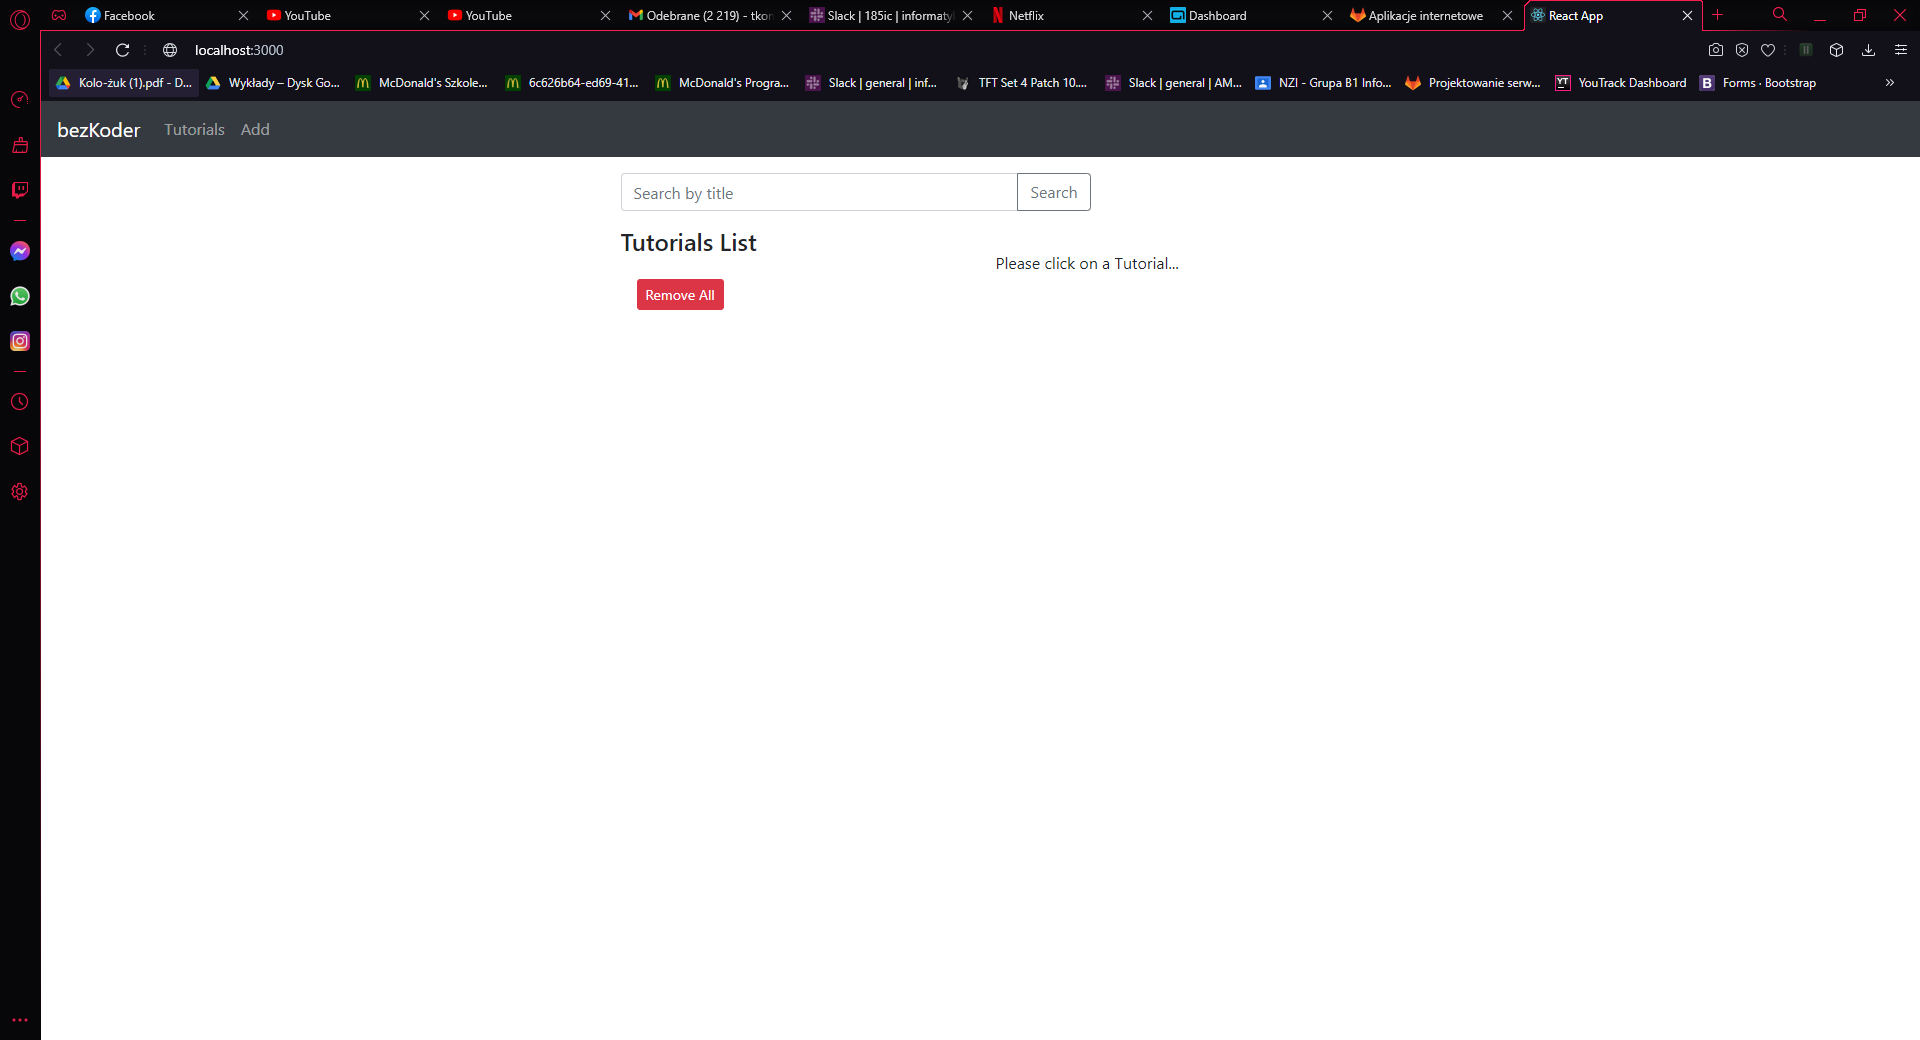 Facebook YouTube YouTube Odebrane (2 219) - tkon Slack | 185ic | informatyk Netflix Dashboard Aplikacje internetowe React App
localhost:3000
Kolo-żuk (1).pdf - D... Wykłady – Dysk Go... McDonald's Szkole... 6c626b64-ed69-41... McDonald's Progra... Slack | general | inf... TFT Set 4 Patch 10.... Slack | general | AM... NZI - Grupa B1 Info... Projektowanie serw... YT YouTrack Dashboard B Forms · Bootstrap »
bezKoder Tutorials Add
Search by title Search
Tutorials List
Please click on a Tutorial...
Remove All